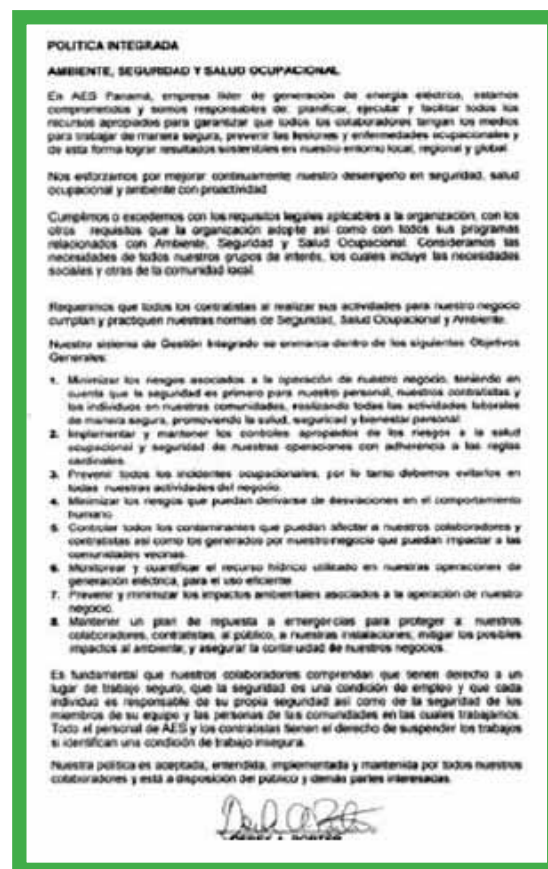 POLITICA INTEGRADA
AMBIENTE, SEGURIDAD Y SALUD OCUPACIONAL
En AES Panamá, empresa líder de generación de energía eléctrica, estamos
comprometidos y somos responsables de: planificar, ejecutar y facilitar todos los
recursos apropiados para garantizar que todos los colaboradores tengan los medios
para trabajar de manera segura, prevenir las lesiones y enfermedades ocupacionales y
de esta forma lograr resultados sostenibles en nuestro entorno local, regional y global.
Nos esforzamos por mejorar continuamente nuestro desempeño en seguridad, salud
ocupacional y ambiente con proactividad.
Cumplimos o excedemos con los requisitos legales aplicables a la organización, con los
otros requisitos que la organización adopte así como con todos sus programas
relacionados con Ambiente, Seguridad y Salud Ocupacional. Consideramos las
necesidades de todos nuestros grupos de interés, los cuales incluye las necesidades
sociales y otras de la comunidad local.
Requerimos que todos los contratistas al realizar sus actividades para nuestro negocio
cumplan y practiquen nuestras normas de Seguridad, Salud Ocupacional y Ambiente.
Nuestro sistema de Gestión Integrado se enmarca dentro de los siguientes Objetivos
Generales:
1. Minimizar los riesgos asociados a la operación de nuestro negocio, teniendo en
cuenta que la seguridad es primero para nuestro personal, nuestros contratistas y
los individuos en nuestras comunidades, realizando todas las actividades laborales
de manera segura, promoviendo la salud, seguridad y bienestar personal.
2. Implementar y mantener los controles apropiados de los riesgos a la salud
ocupacional y seguridad de nuestras operaciones con adherencia a las reglas
cardinales.
3. Prevenir todos los incidentes ocupacionales, por lo tanto debemos evitarlos en
todas nuestras actividades del negocio.
4. Minimizar los riesgos que puedan derivarse de desviaciones en el comportamiento
humano.
5. Controlar todos los contaminantes que puedan afectar a nuestros colaboradores y
contratistas así como los generados por nuestro negocio que puedan impactar a las
comunidades vecinas.
6. Monitorear y cuantificar el recurso hídrico utilizado en nuestras operaciones de
generación eléctrica, para el uso eficiente.
7. Prevenir y minimizar los impactos ambientales asociados a la operación de nuestro
negocio.
8. Mantener un plan de repuesta a emergencias para proteger a: nuestros
colaboradores, contratistas, al público, a nuestras instalaciones; mitigar los posibles
impactos al ambiente; y asegurar la continuidad de nuestros negocios.
Es fundamental que nuestros colaboradores comprendan que tienen derecho a un
lugar de trabajo seguro, que la seguridad es una condición de empleo y que cada
individuo es responsable de su propia seguridad así como de la seguridad de los
miembros de su equipo y las personas de las comunidades en las cuales trabajamos.
Todo el personal de AES y los contratistas tienen el derecho de suspender los trabajos
si identifican una condición de trabajo insegura.
Nuestra política es aceptada, entendida, implementada y mantenida por todos nuestros
colaboradores y está a disposición del público y demás partes interesadas.